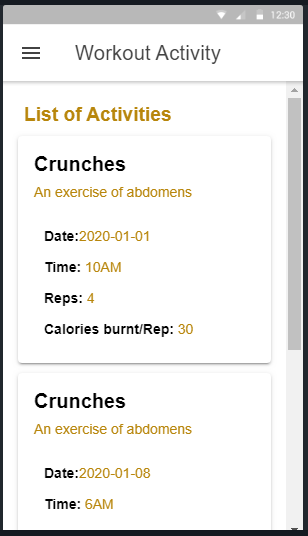 12:30
Workout Activity
List of Activities
Crunches
An exercise of abdomens
Date:2020-01-01
Time: 10AM
Reps: 4
Calories burnt/Rep: 30
Crunches
An exercise of abdomens
Date:2020-01-08
Time: 6AM